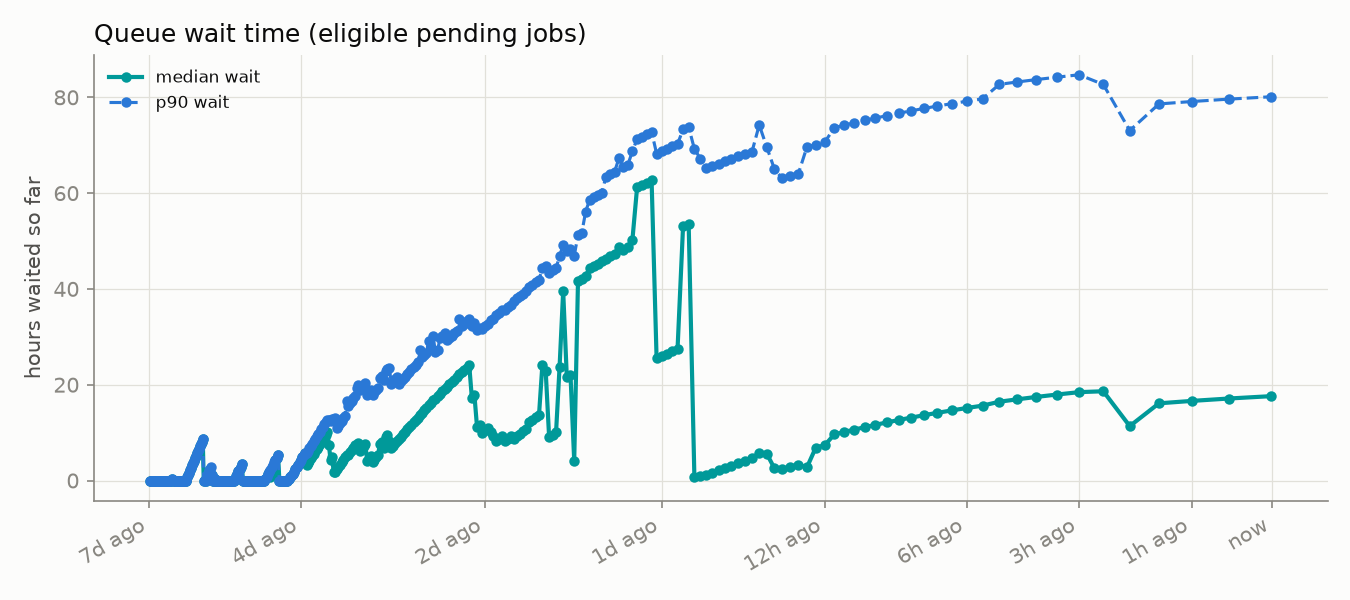 Queue wait time (eligible pending jobs)
median wait
p90 wait
hours waited so far
80
60
40
20
0
7d ago
4d ago
2d ago
1d ago
12h ago
6h ago
3h ago
1h ago
now